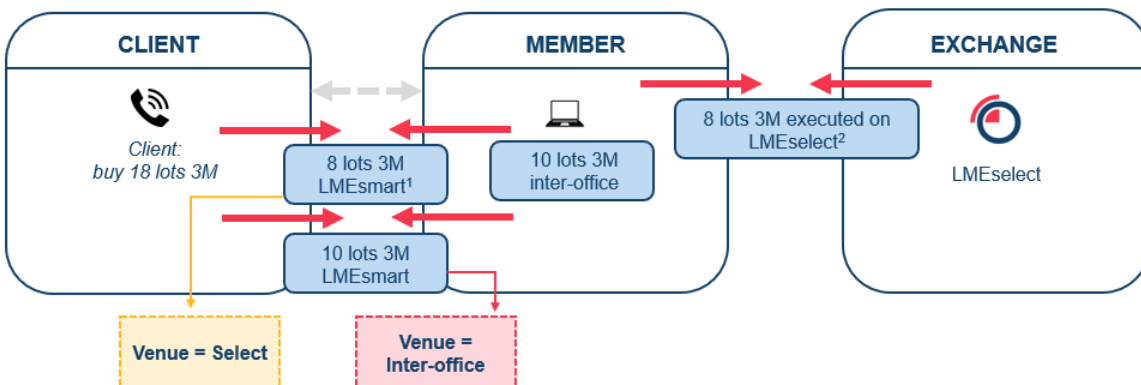 CLIENT
MEMBER
EXCHANGE
Client:
buy 18 lots 3M
8 lots 3M
LMEsmart¹
10 lots 3M
inter-office
8 lots 3M executed on
LMEselect²
LMEselect
10 lots 3M
LMEsmart
Venue = Select
Venue =
Inter-office